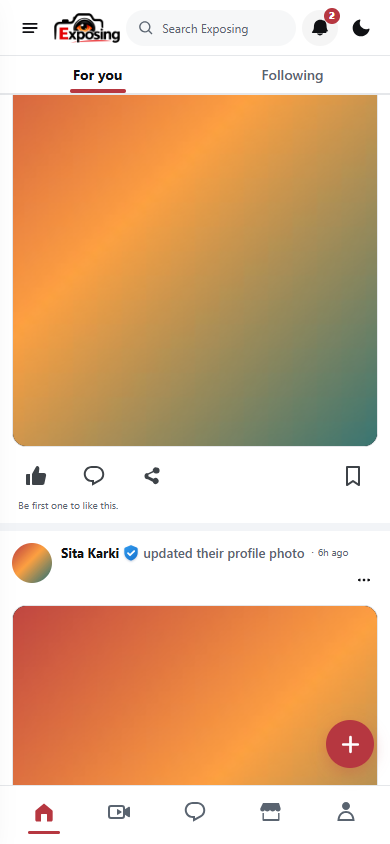 Exposing
Search Exposing
2
For you
Following
Be first one to like this.
Sita Karki updated their profile photo · 6h ago